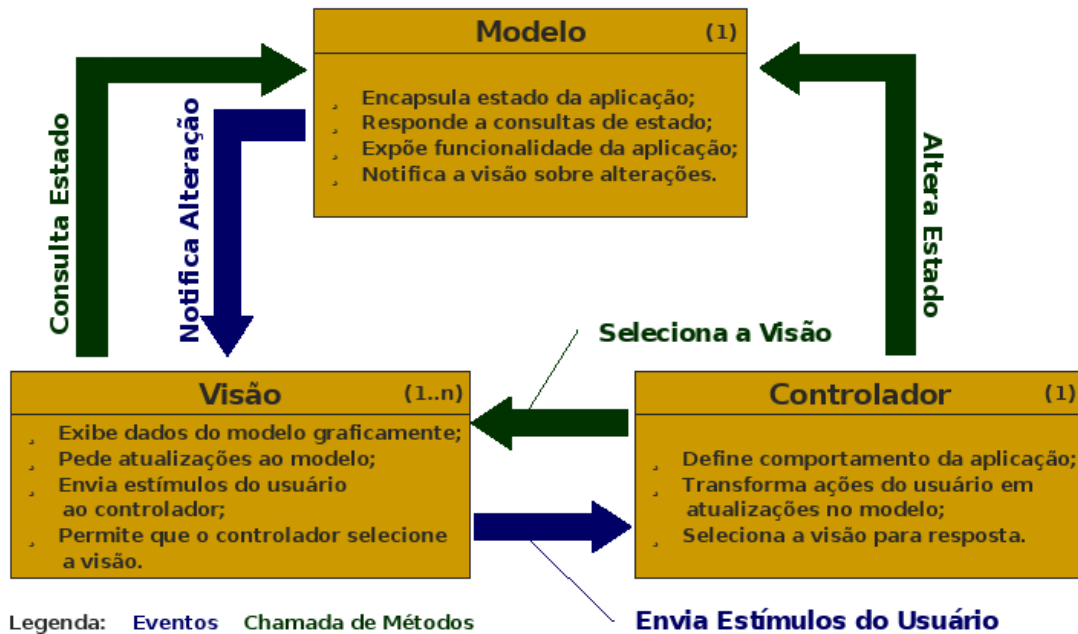 Modelo (1)
Encapsula estado da aplicação;
Responde a consultas de estado;
Expõe funcionalidade da aplicação;
Notifica a visão sobre alterações.
Consulta Estado
Notifica Alteração
Altera Estado
Seleciona a Visão
Visão (1..n)
Exibe dados do modelo graficamente;
Pede atualizações ao modelo;
Envia estímulos do usuário
ao controlador;
Permite que o controlador selecione
a visão.
Controlador (1)
Define comportamento da aplicação;
Transforma ações do usuário em
atualizações no modelo;
Seleciona a visão para resposta.
Legenda: Eventos Chamada de Métodos
Envia Estímulos do Usuário